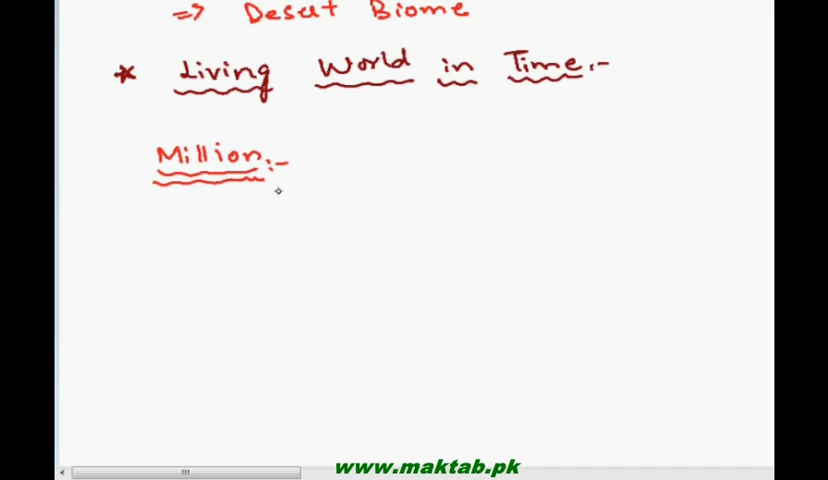 => Desert Biome
* Living World in Time:-
Million:-
www.maktab.pk